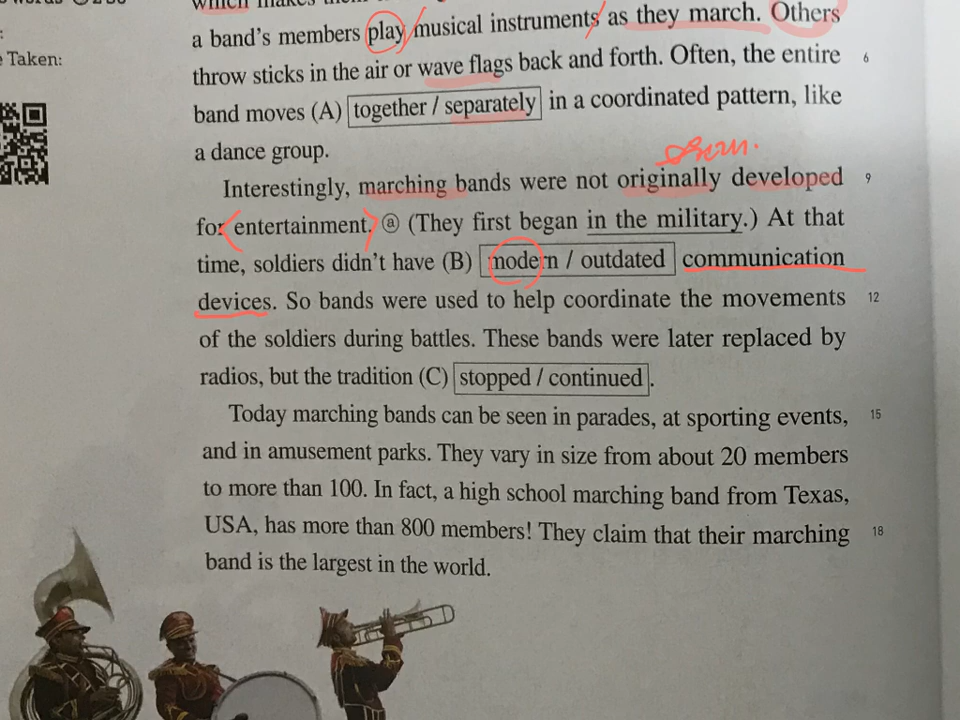 which makes them
a band's members play musical instruments as they march. Others
: 
e Taken:
throw sticks in the air or wave flags back and forth. Often, the entire 6
band moves (A) together / separately in a coordinated pattern, like
a dance group.
Interestingly, marching bands were not originally developed 9
for entertainment. ⓐ (They first began in the military.) At that
time, soldiers didn't have (B) modern / outdated communication
devices. So bands were used to help coordinate the movements 12
of the soldiers during battles. These bands were later replaced by
radios, but the tradition (C) stopped / continued.
Today marching bands can be seen in parades, at sporting events, 15
and in amusement parks. They vary in size from about 20 members
to more than 100. In fact, a high school marching band from Texas,
USA, has more than 800 members! They claim that their marching 18
band is the largest in the world.